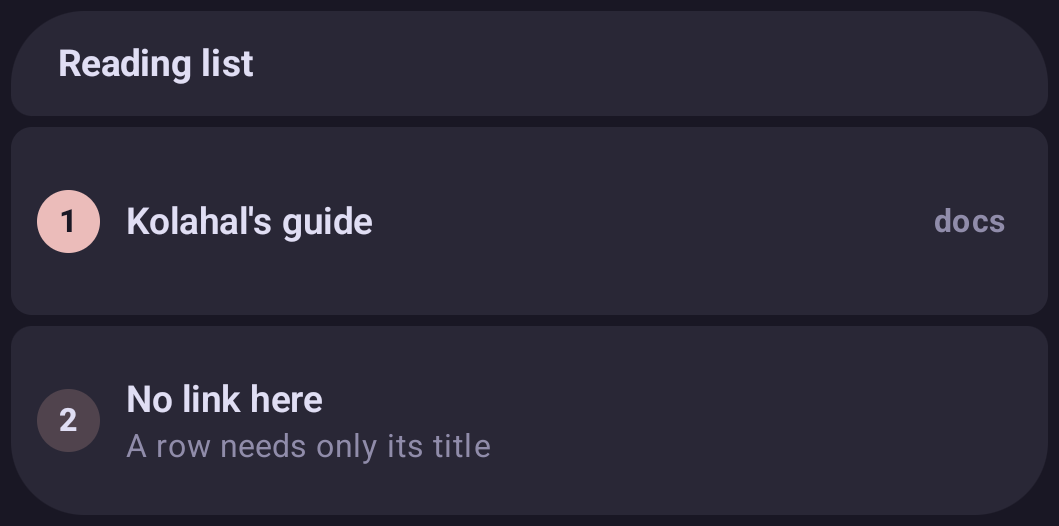 Reading list
1 Kolahal's guide docs
2 No link here
A row needs only its title